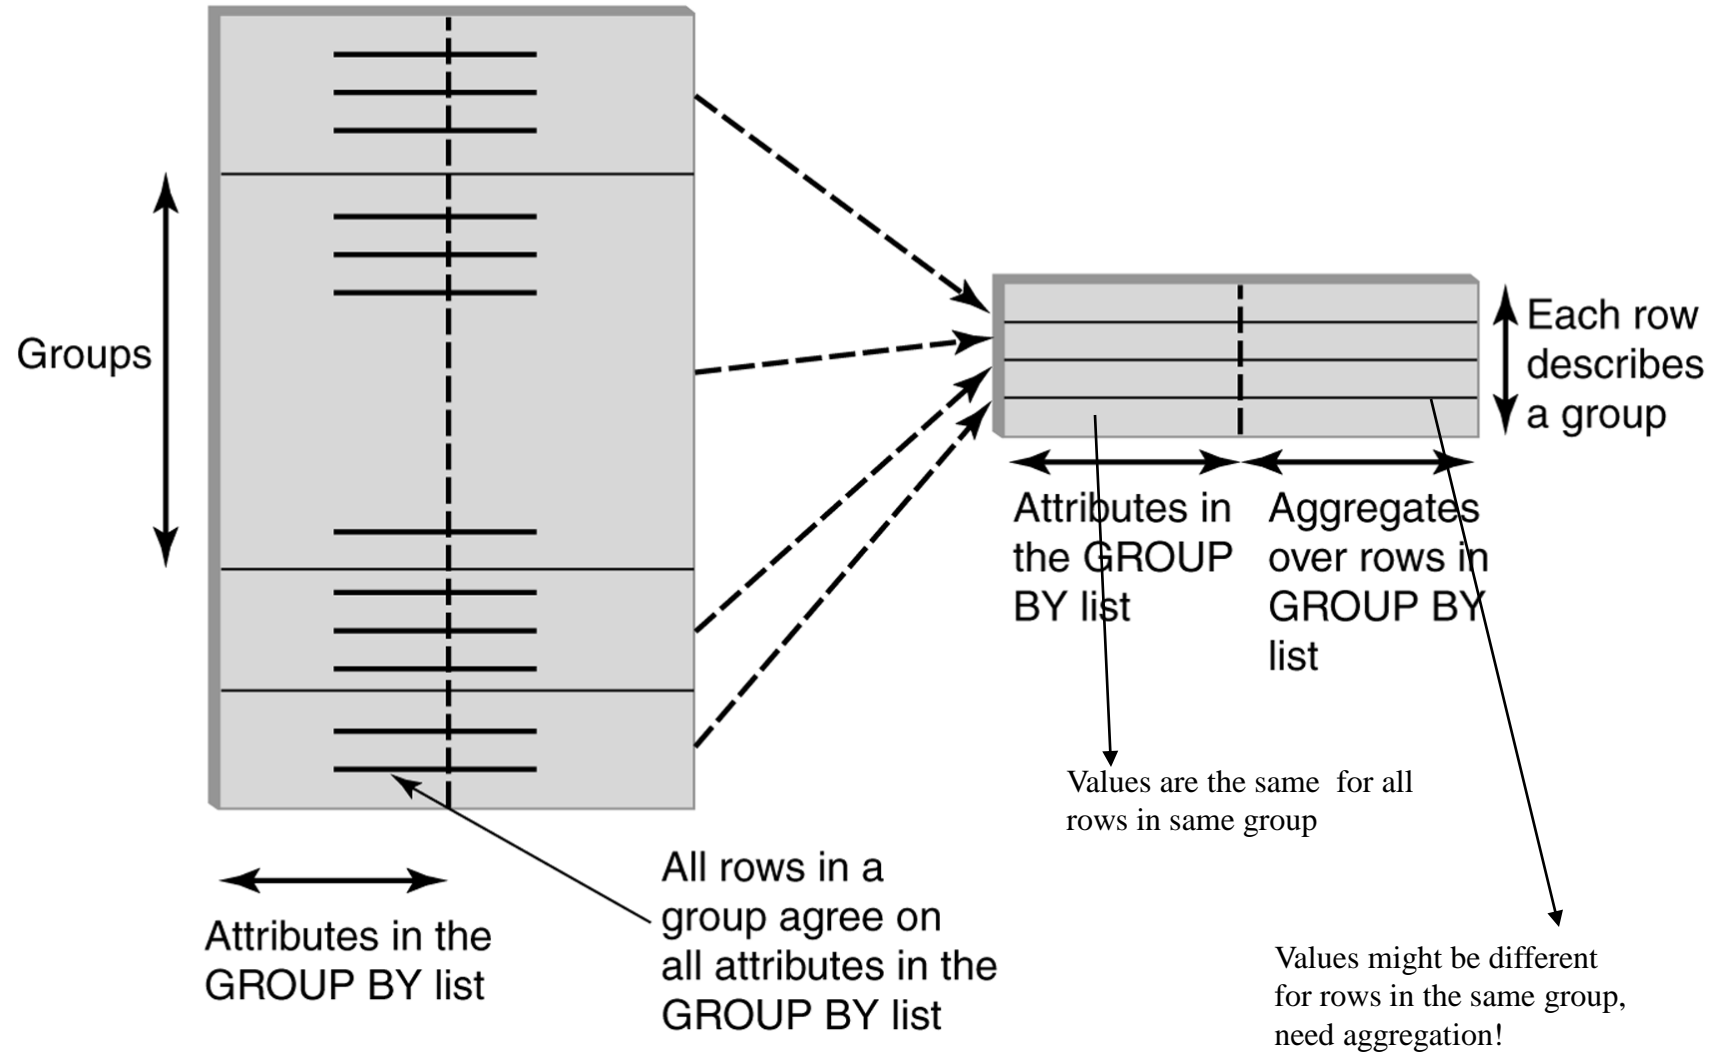 Groups
Each row
describes
a group
Attributes in
the GROUP
BY list
Aggregates
over rows in
GROUP BY
list
Values are the same  for all
rows in same group
Attributes in the
GROUP BY list
All rows in a
group agree on
all attributes in the
GROUP BY list
Values might be different
for rows in the same group,
need aggregation!